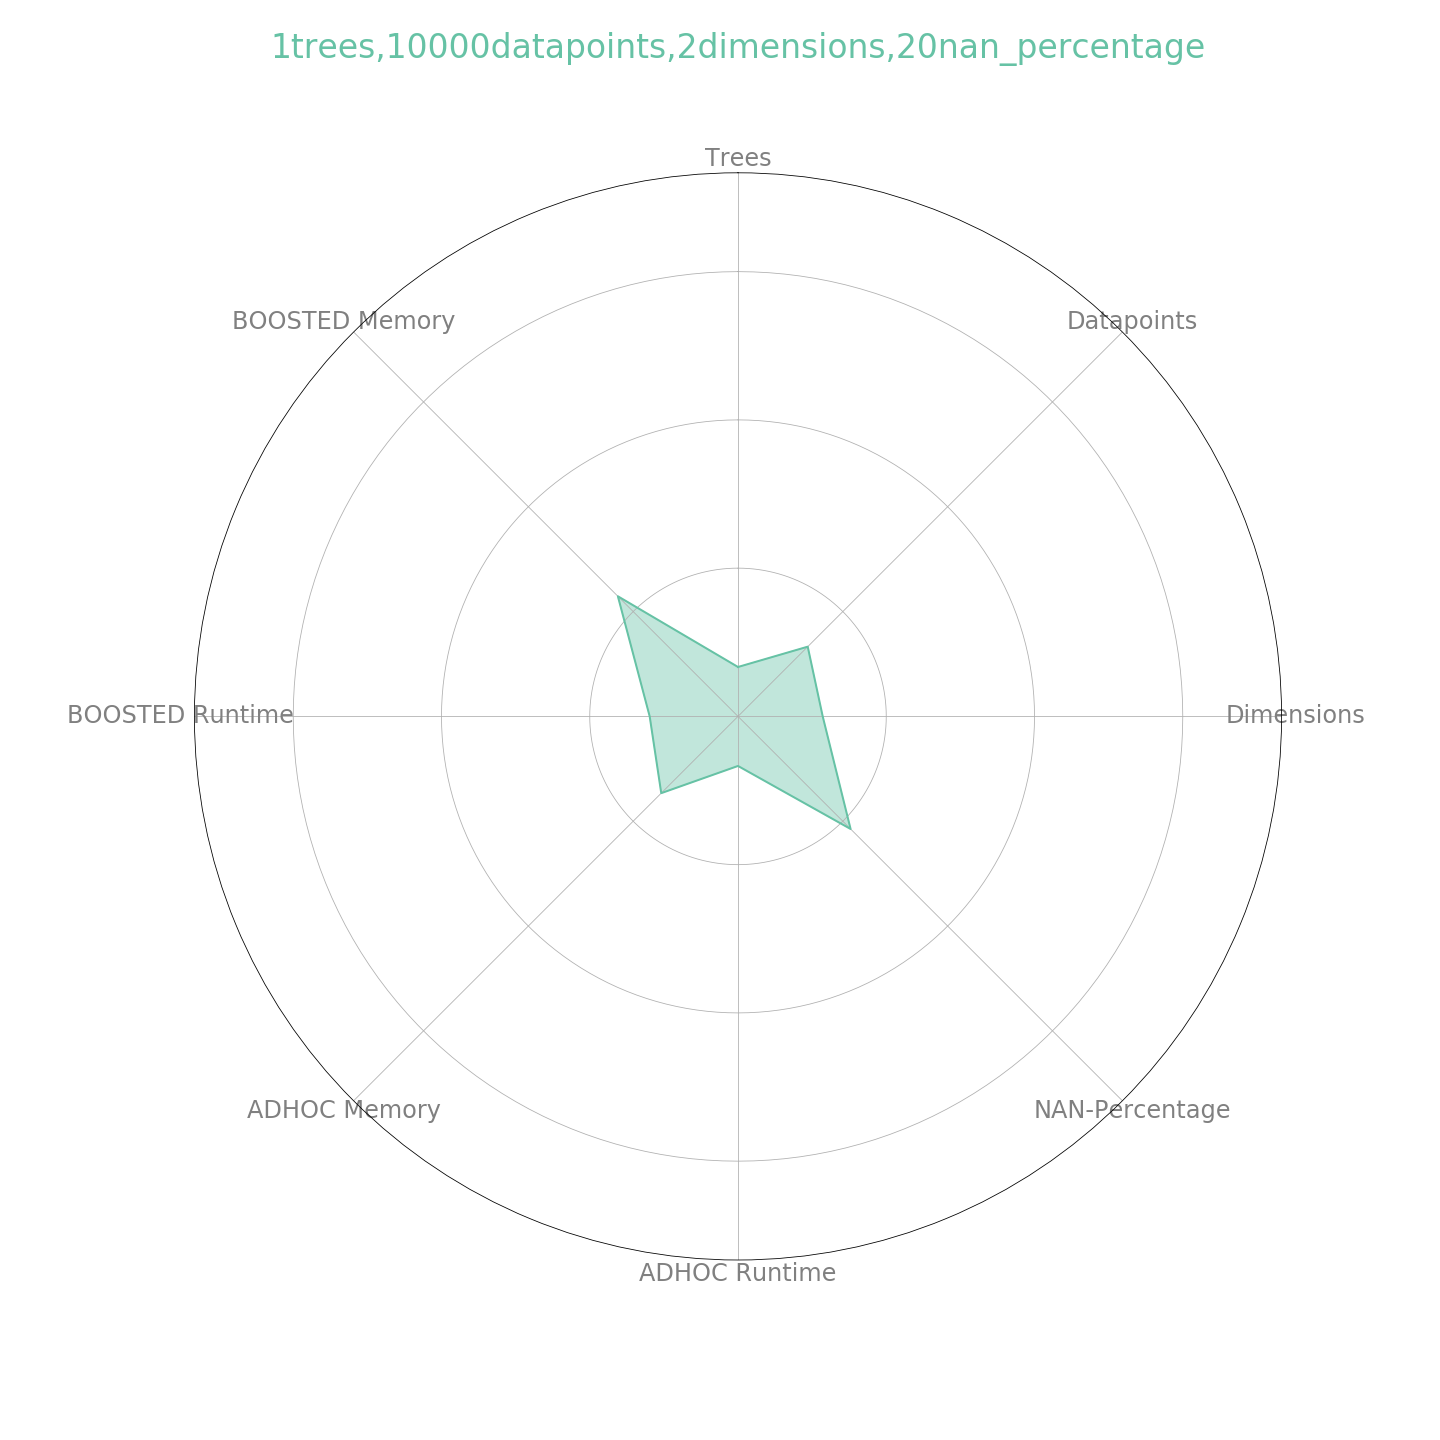 1trees,10000datapoints,2dimensions,20nan_percentage
Trees
BOOSTED Memory
Datapoints
BOOSTED Runtime
Dimensions
ADHOC Memory
NAN-Percentage
ADHOC Runtime